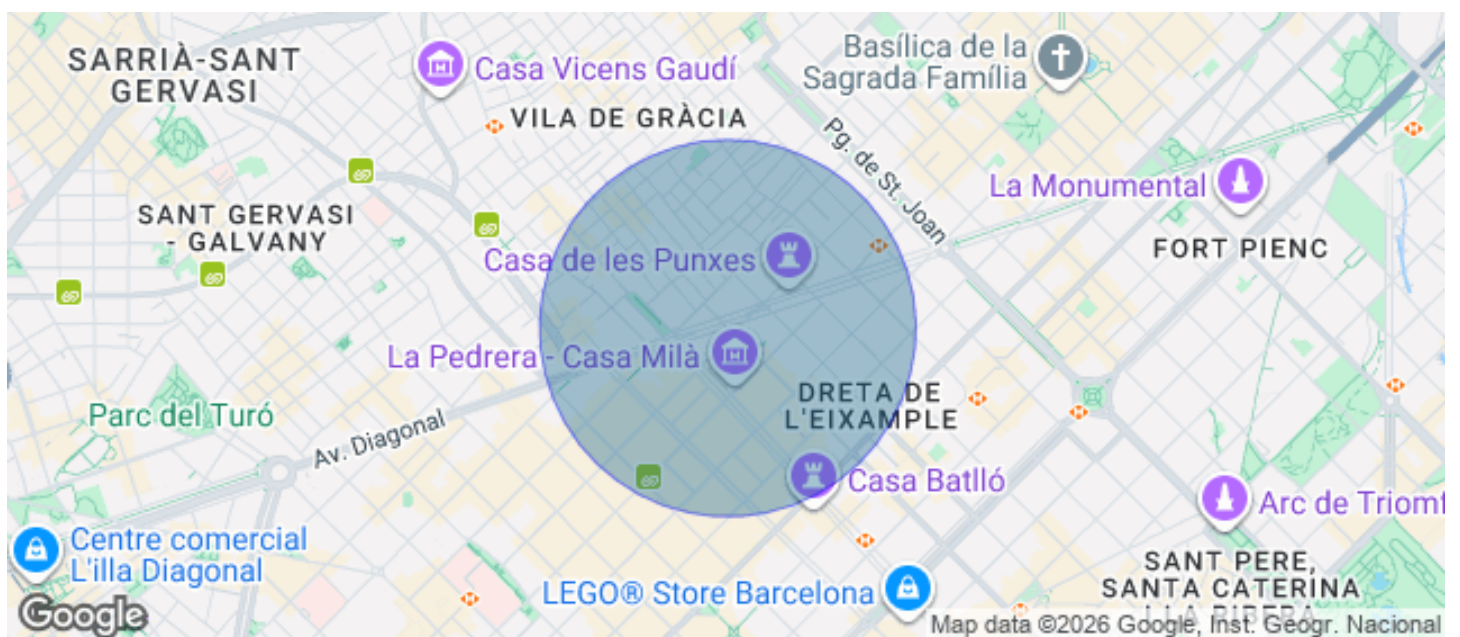 SARRIÀ-SANT
GERVASI
Casa Vicens Gaudí
Basílica de la
Sagrada Família
VILA DE GRÀCIA
Pg. de St. Joan
La Monumental
SANT GERVASI
- GALVANY
FORT PIENC
Casa de les Punxes
La Pedrera - Casa Milà
DRETA DE
L'EIXAMPLE
Parc del Turó
Av. Diagonal
Casa Batlló
Arc de Triomf
Centre comercial
L'illa Diagonal
SANT PERE,
SANTA CATERINA
I LA RIBERA
LEGO® Store Barcelona
Google
Map data ©2026 Google, Inst. Geogr. Nacional